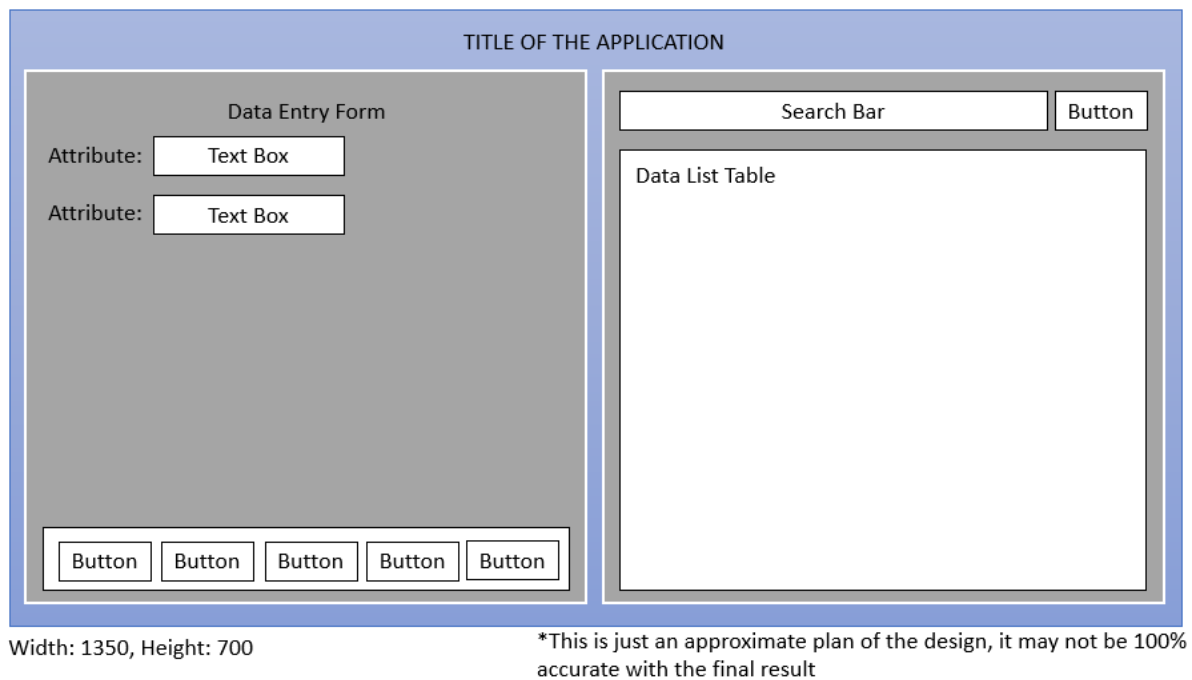 TITLE OF THE APPLICATION
Data Entry Form
Attribute: Text Box
Attribute: Text Box
Button Button Button Button Button
Search Bar Button
Data List Table
Width: 1350, Height: 700
*This is just an approximate plan of the design, it may not be 100%
accurate with the final result